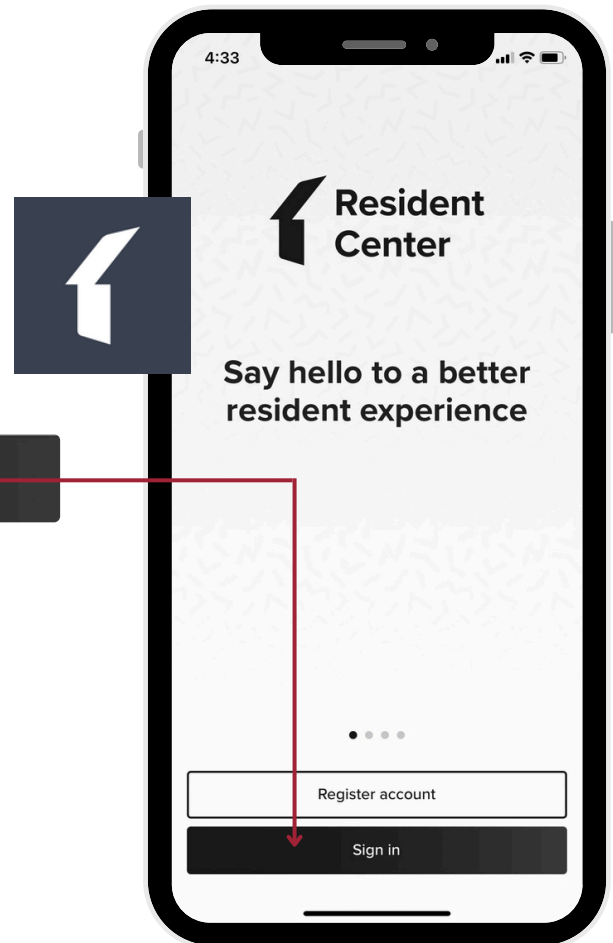 4:33
Resident
Center
Say hello to a better
resident experience
Register account
Sign in